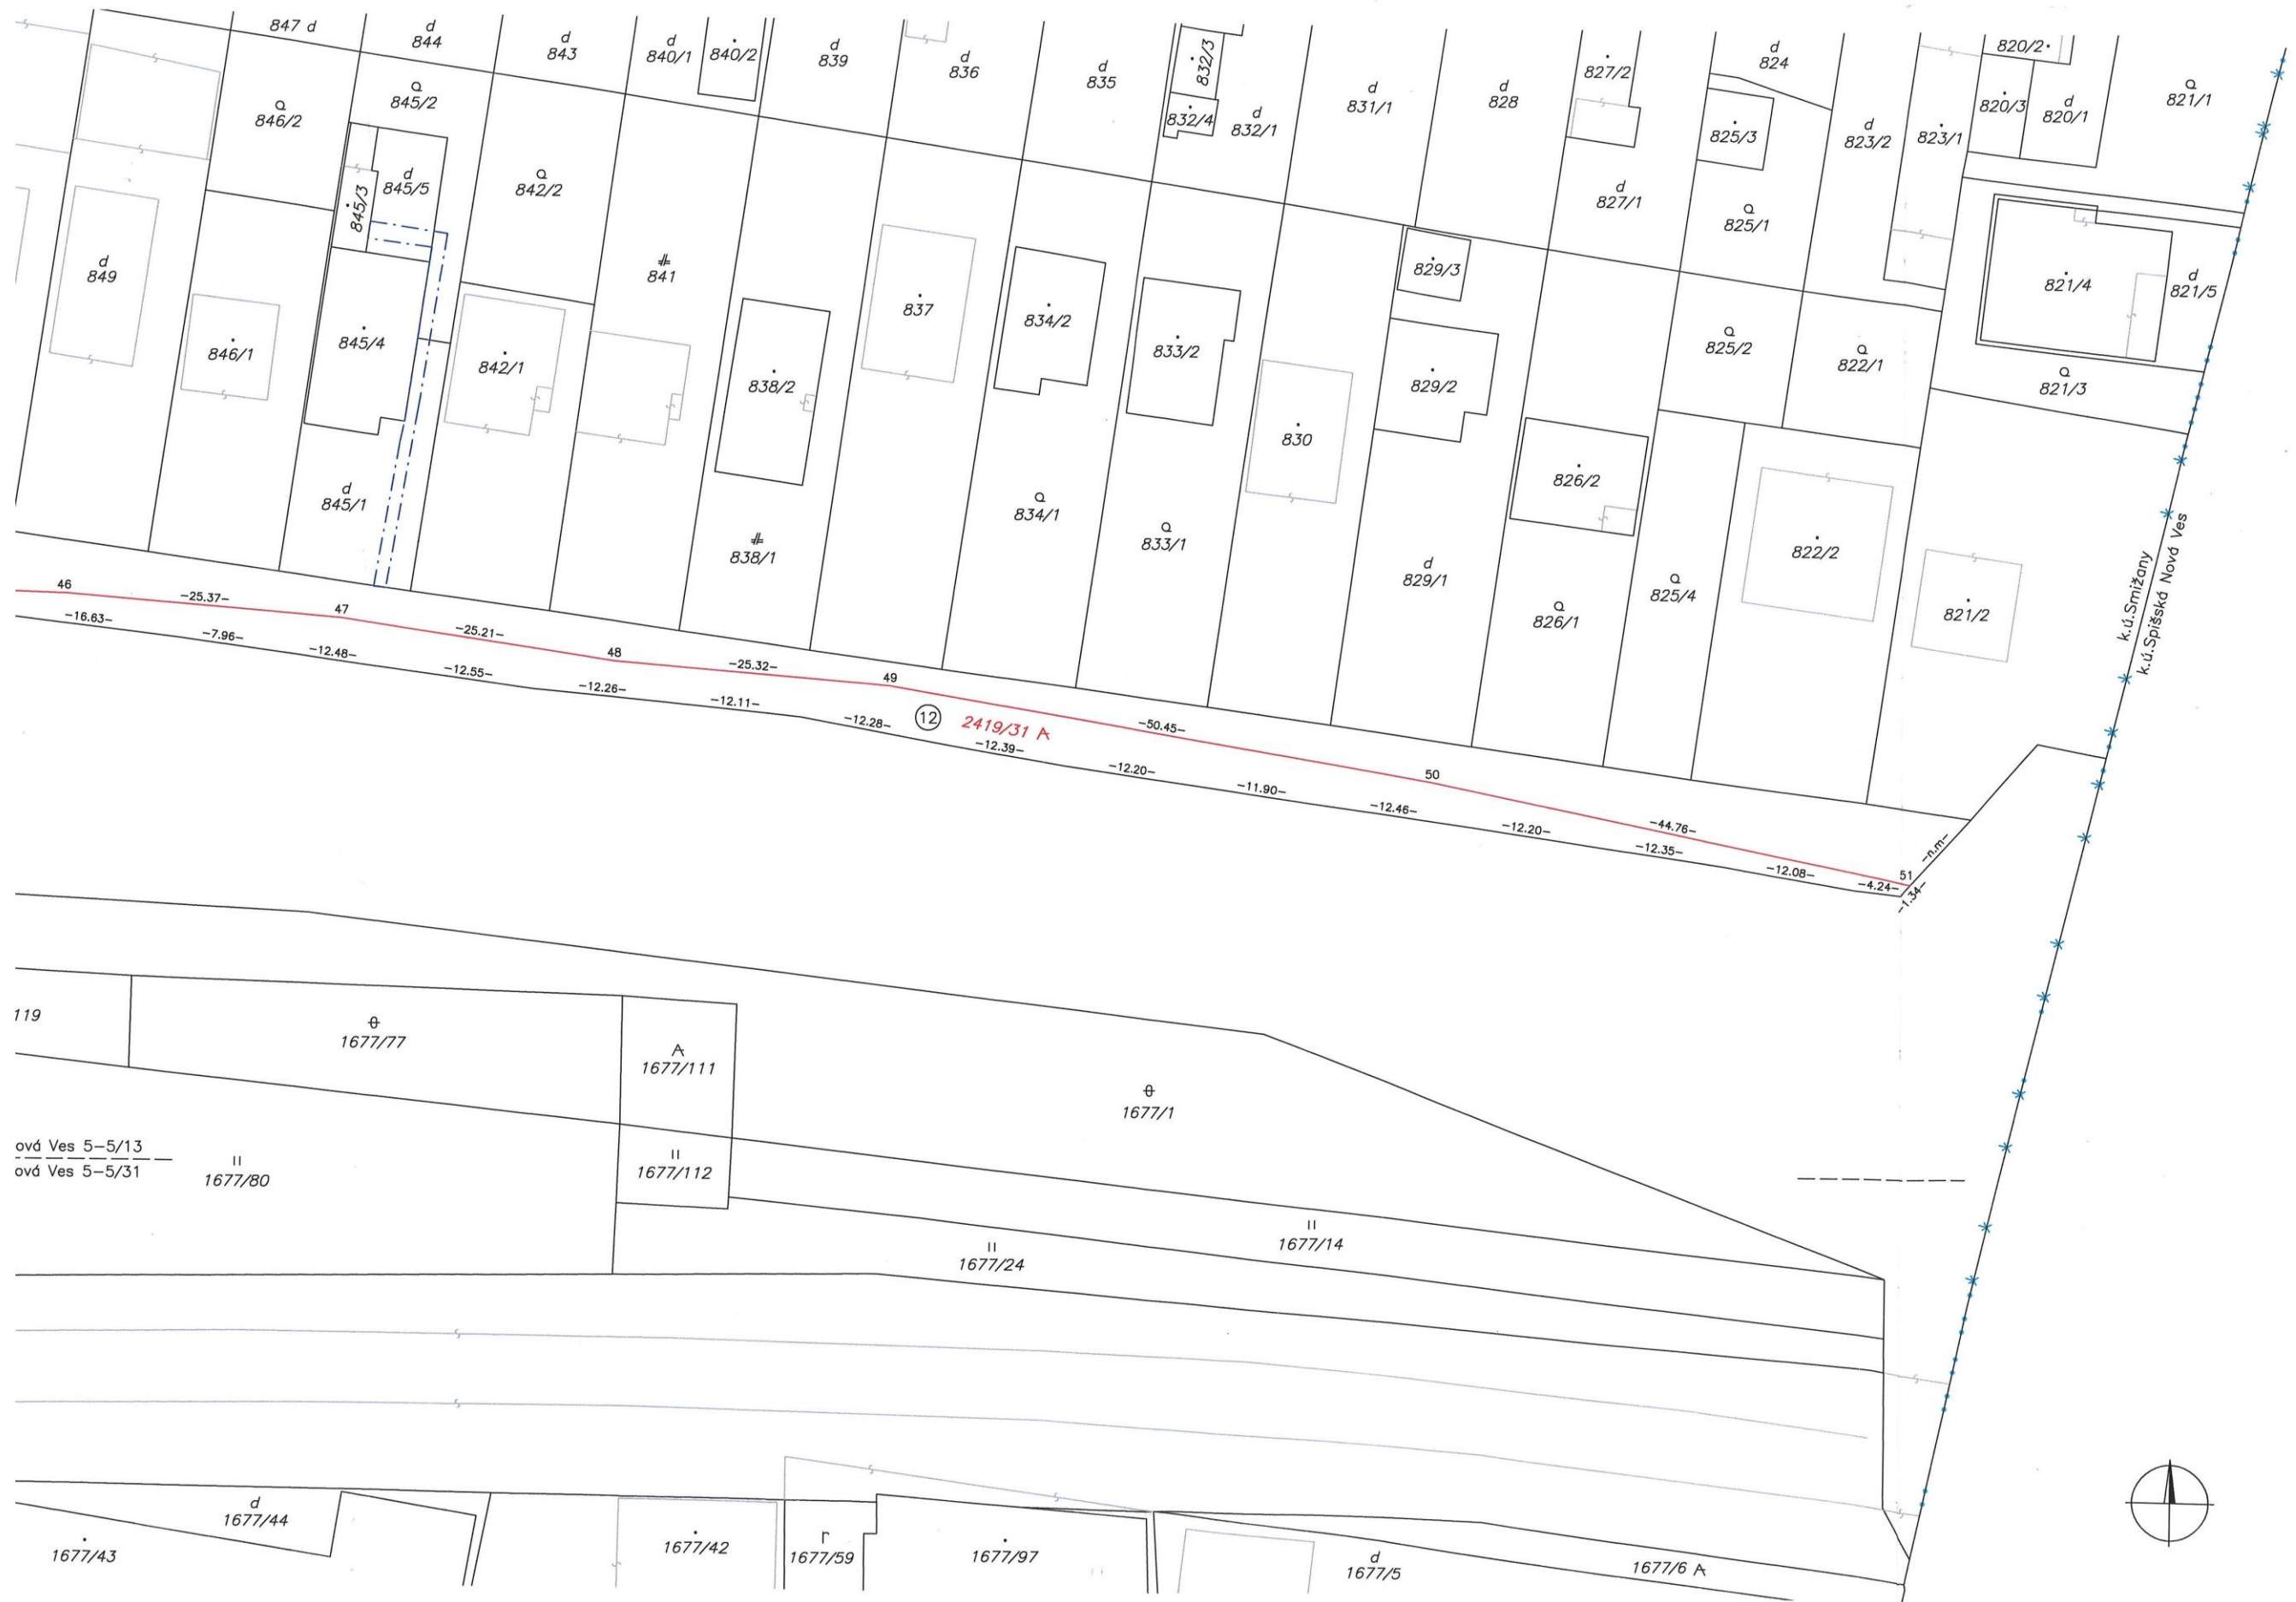 847 d
d
844
d
843
d
840/1
840/2
d
839
d
836
d
835
832/3
832/4
d
832/1
d
831/1
d
828
827/2
d
824
825/3
d
823/2
823/1
820/2
820/3
d
820/1
821/1
846/2
845/2
d
845/5
845/3
842/2
841
d
827/1
825/1
d
849
846/1
845/4
842/1
838/2
837
834/2
833/2
830
829/3
829/2
825/2
822/1
821/4
d
821/5
821/3
826/2
822/2
821/2
d
845/1
838/1
834/1
833/1
d
829/1
826/1
825/4
k.ú.Smižany
k.ú.Spišská Nová Ves
46
-25.37-
47
-25.21-
48
-25.32-
49
-50.45-
50
-44.76-
51
-n.m-
-16.63-
-7.96-
-12.48-
-12.55-
-12.26-
-12.11-
-12.28-
12
2419/31 A
-12.39-
-12.20-
-11.90-
-12.46-
-12.20-
-12.35-
-12.08-
-4.24-
-1.34-
119
1677/77
A
1677/111
1677/1
ová Ves 5-5/13
ová Ves 5-5/31
II
1677/80
II
1677/112
II
1677/14
II
1677/24
d
1677/44
1677/43
1677/42
r
1677/59
1677/97
d
1677/5
1677/6 A